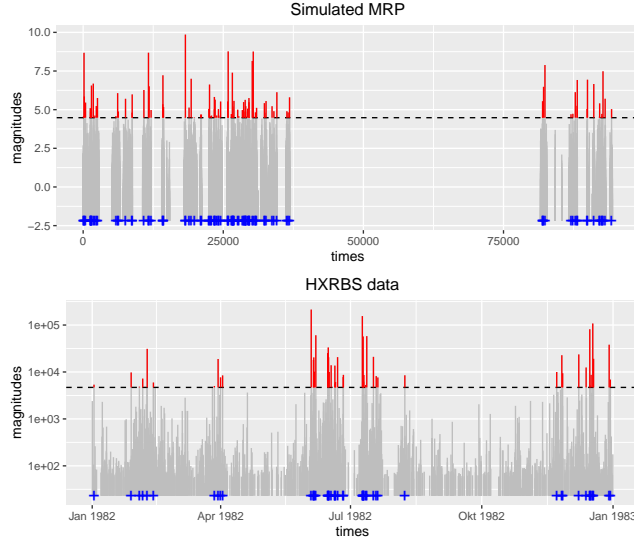 Simulated MRP
10.0
7.5
5.0
2.5
0.0
−2.5
magnitudes
0 25000 50000 75000
times
HXRBS data
1e+05
1e+04
1e+03
1e+02
magnitudes
Jan 1982 Apr 1982 Jul 1982 Okt 1982 Jan 1983
times